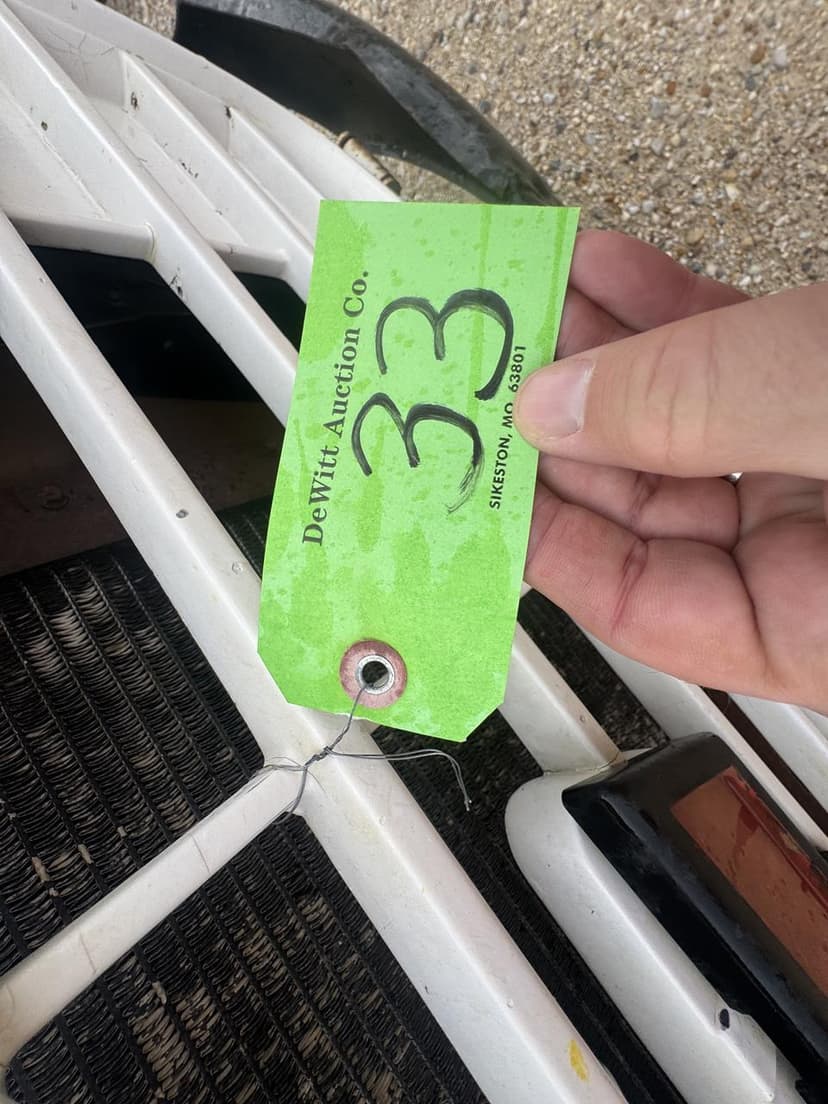 DeWitt Auction Co.
33
SIKESTON, MO 63801